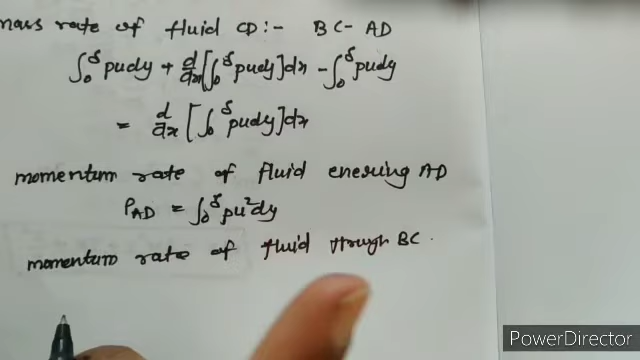 mass rate of fluid CD :- BC - AD
∫₀^δ ρudy + d/dx [∫₀^δ ρudy] dx - ∫₀^δ ρudy
= d/dx [∫₀^δ ρudy] dx
momentum rate of fluid enering AD
P_AD = ∫₀^δ ρu²dy
momentum rate of fluid through BC.
PowerDirector